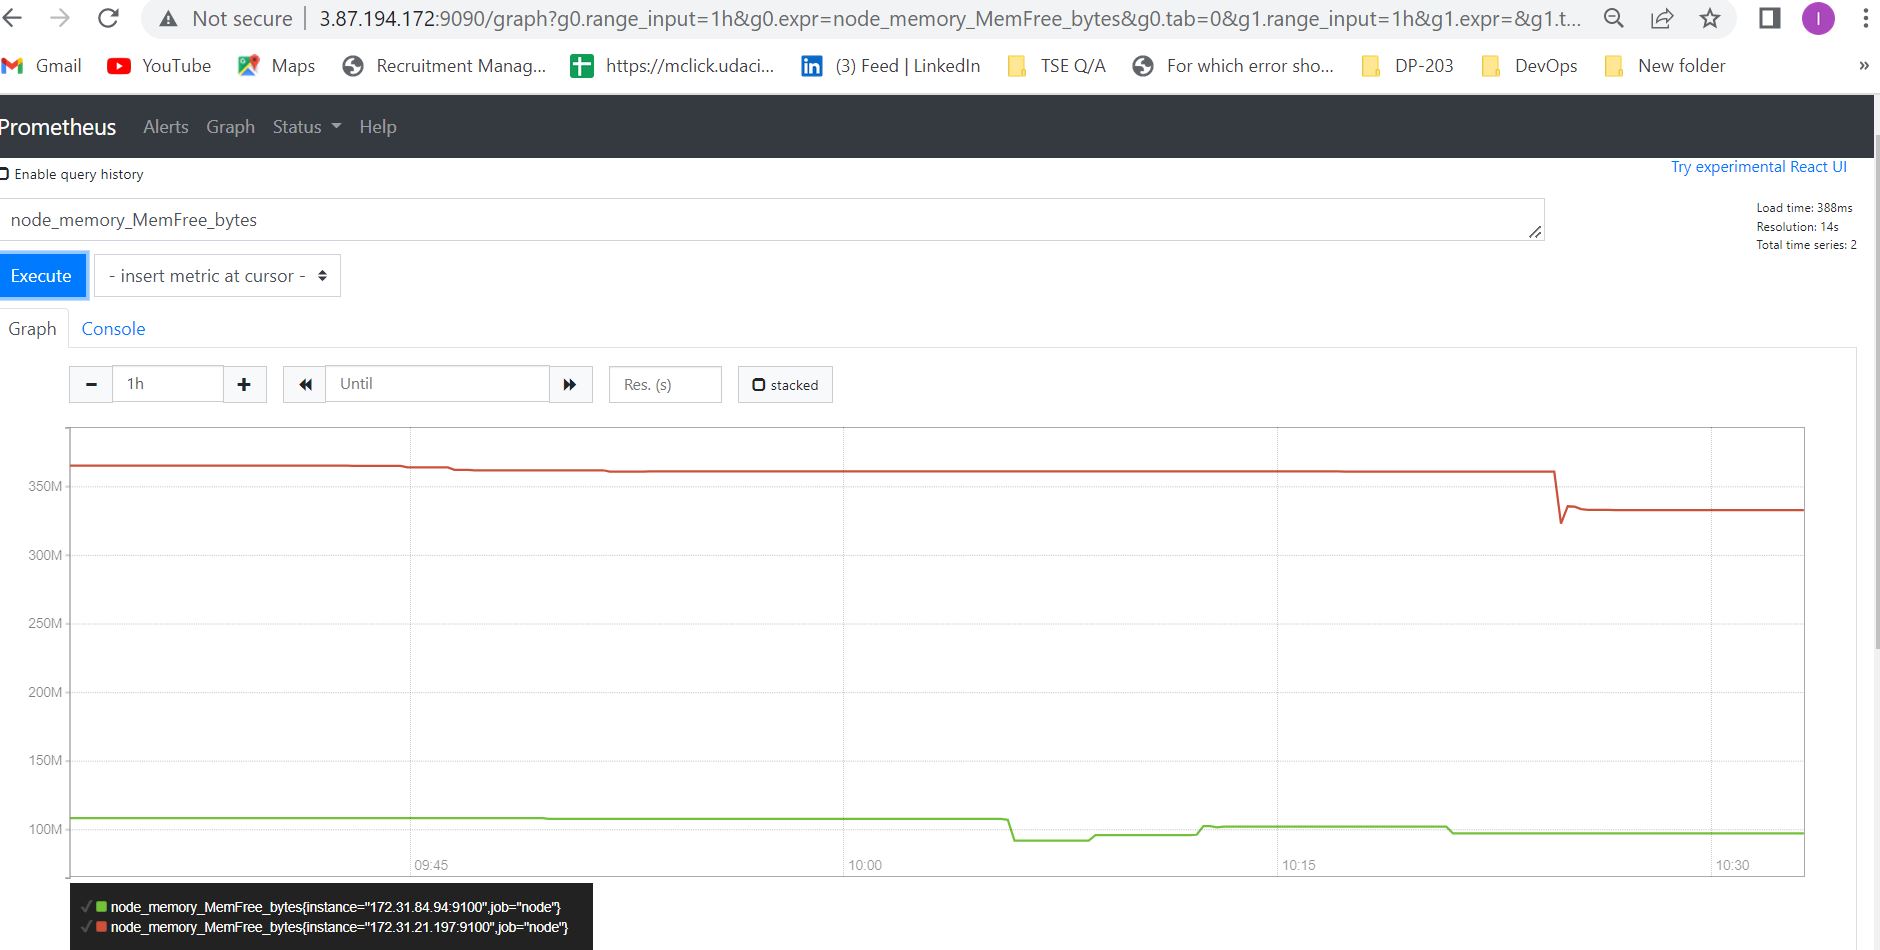 Not secure | 3.87.194.172:9090/graph?g0.range_input=1h&g0.expr=node_memory_MemFree_bytes&g0.tab=0&g1.range_input=1h&g1.expr=&g1.t... I
Gmail YouTube Maps Recruitment Manag... https://mclick.udaci... (3) Feed | LinkedIn TSE Q/A For which error sho... DP-203 DevOps New folder »
Prometheus Alerts Graph Status Help
Enable query history
Try experimental React UI
node_memory_MemFree_bytes
Load time: 388ms
Resolution: 14s
Total time series: 2
Execute - insert metric at cursor -
Graph Console
- 1h + Until Res. (s) stacked
350M
300M
250M
200M
150M
100M
09:45 10:00 10:15 10:30
node_memory_MemFree_bytes{instance="172.31.84.94:9100",job="node"}
node_memory_MemFree_bytes{instance="172.31.21.197:9100",job="node"}